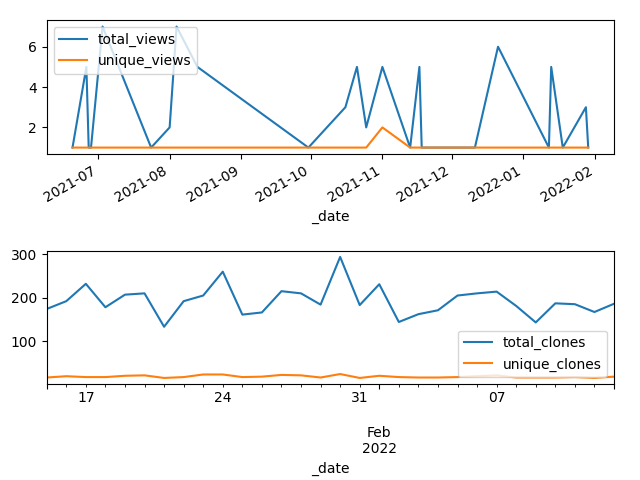 6
4
2
total_views
unique_views
2021-07
2021-08
2021-09
2021-10
2021-11
2021-12
2022-01
2022-02
_date
300
200
100
total_clones
unique_clones
17
24
31
07
Feb
2022
_date